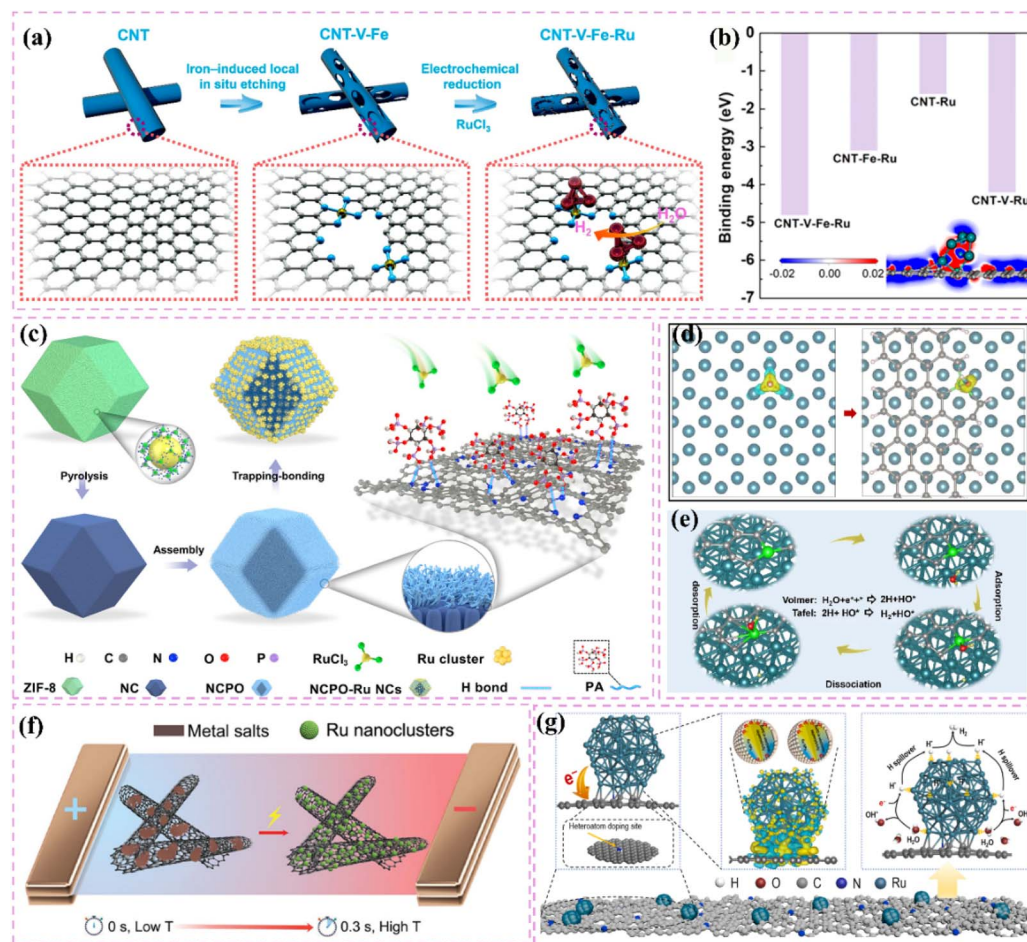 (a)
CNT
CNT-V-Fe
CNT-V-Fe-Ru
Iron–induced local
in situ etching
Electrochemical
reduction
RuCl3
H2O
H2
(b)
Binding energy (eV)
0
-1
-2
-3
-4
-5
-6
-7
CNT-V-Fe-Ru
CNT-Fe-Ru
CNT-Ru
CNT-V-Ru
-0.02 0.00 0.02
(c)
Pyrolysis
Trapping-bonding
Assembly
H C N O P RuCl3 Ru cluster
ZIF-8 NC NCPO NCPO-Ru NCs H bond PA
(d)
(e)
desorption
Adsorption
Volmer: H2O+e*+* ⇨ 2H+HO*
Tafel: 2H+ HO* ⇨ H2+HO*
Dissociation
(f)
Metal salts Ru nanoclusters
+
−
0 s, Low T
0.3 s, High T
(g)
e-
Heteroatom doping
site
H2
H*
H*
H spillover
H spillover
H*
e-
OH-
H2O
H2O
e-
OH-
H O C N Ru